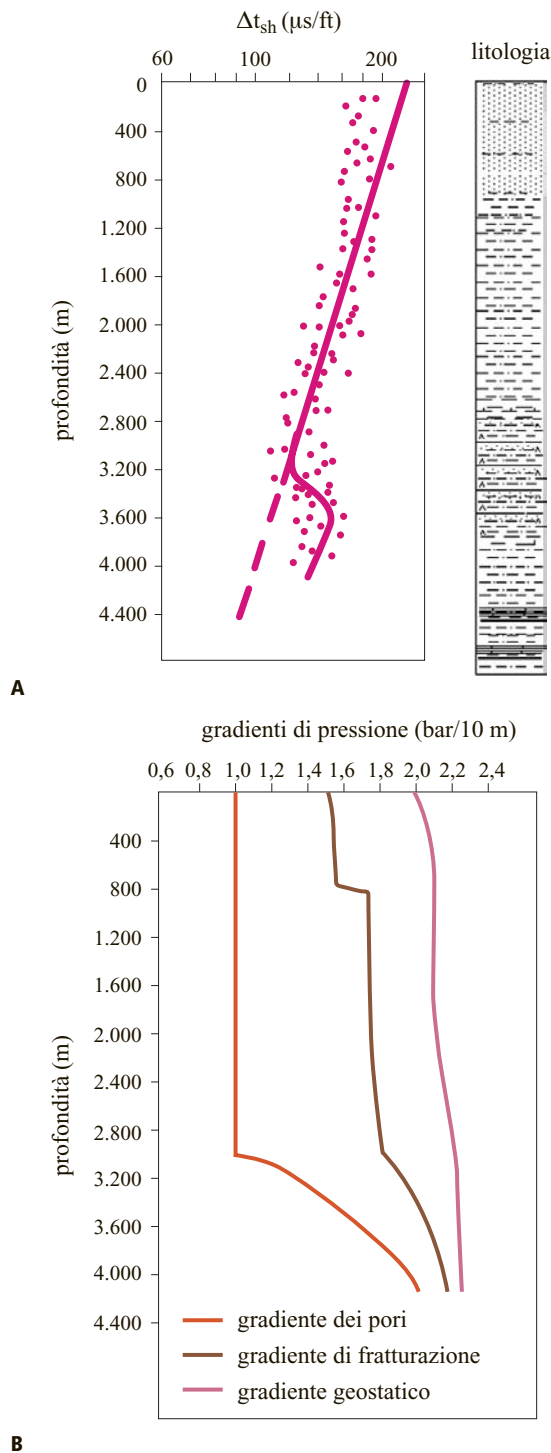 Δt_sh (µs/ft)
60 100 200
litologia
profondità (m)
0
400
800
1.200
1.600
2.000
2.400
2.800
3.200
3.600
4.000
4.400
A
gradienti di pressione (bar/10 m)
0,6 0,8 1,0 1,2 1,4 1,6 1,8 2,0 2,2 2,4
profondità (m)
400
800
1.200
1.600
2.000
2.400
2.800
3.200
3.600
4.000
4.400
gradiente dei pori
gradiente di fratturazione
gradiente geostatico
B